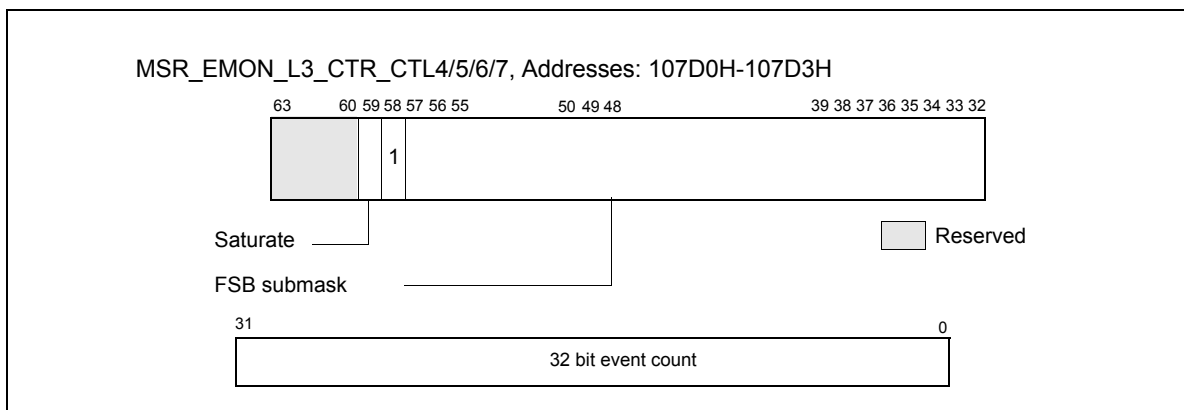 MSR_EMON_L3_CTR_CTL4/5/6/7, Addresses: 107D0H-107D3H
63 60 59 58 57 56 55 50 49 48 39 38 37 36 35 34 33 32
1
Saturate
Reserved
FSB submask
31 0
32 bit event count